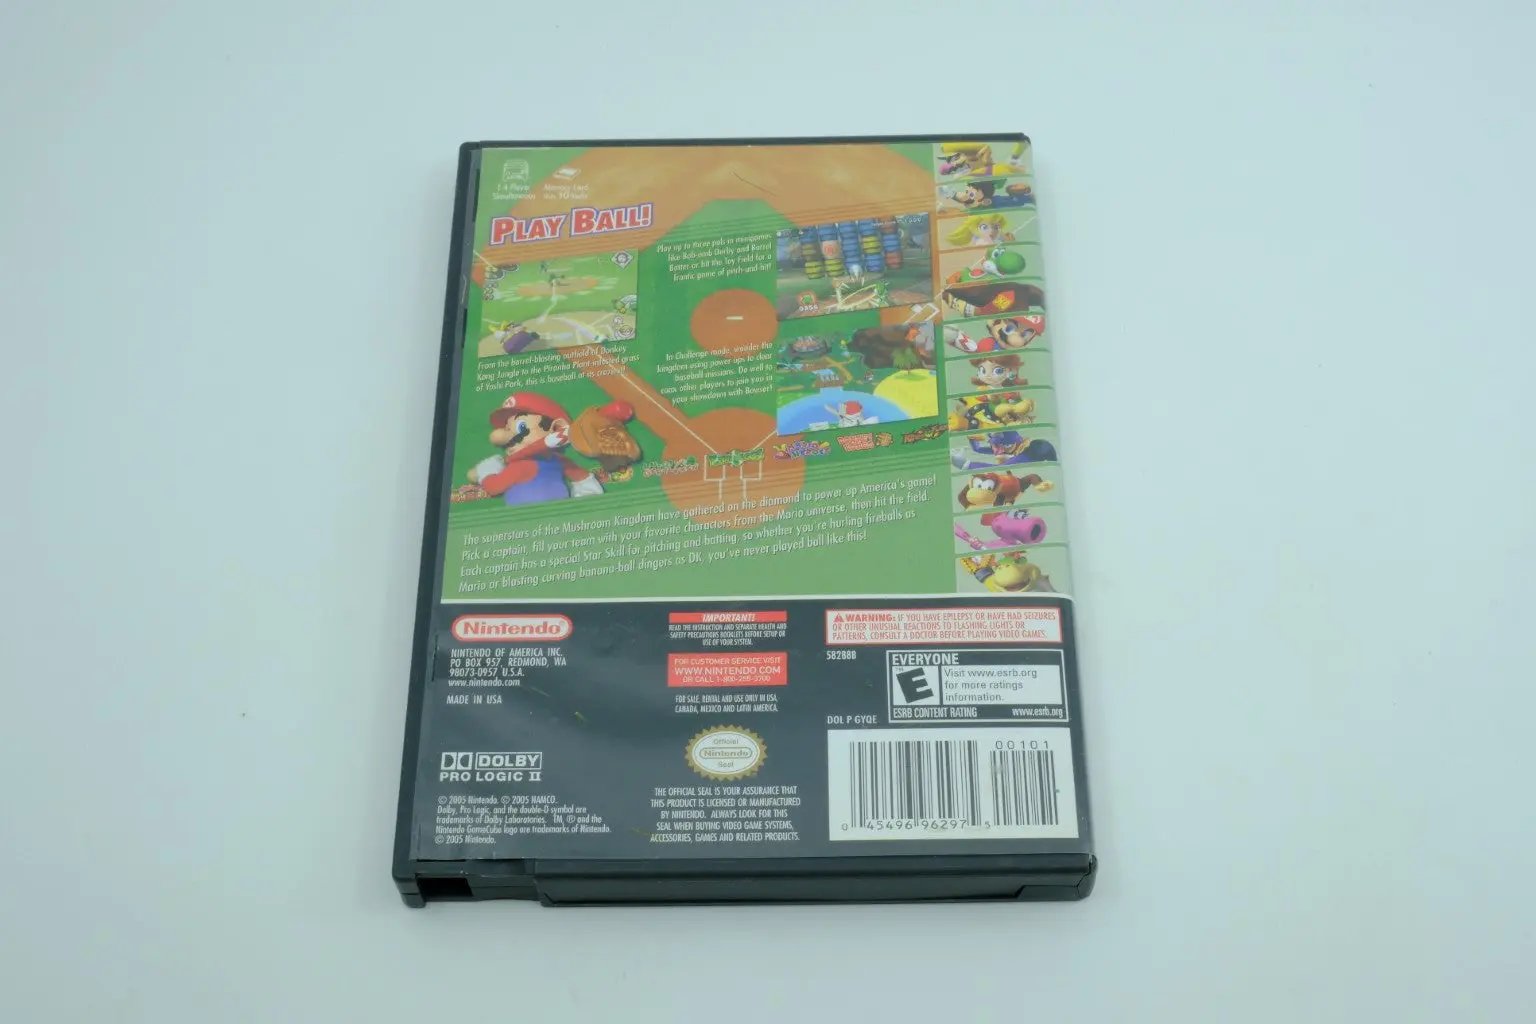 1-4 Player
Simultaneous
Memory Card
PLAY BALL!
Play up to three pals in minigames
like Bob-omb Derby and Barrel
Batter or hit the Toy Field for a
frantic game of pitch-and-hit!
From the barrel-blasting outfield of Donkey
Kong Jungle to the Piranha Plant-infested grass
of Yoshi Park, this is baseball at its craziest!
In Challenge mode, wander the
kingdom using power ups to clear
baseball missions. Do well to
coax other players to join you in
your showdown with Bowser!
The superstars of the Mushroom Kingdom have gathered on the diamond to power up America's game!
Pick a captain, fill your team with your favorite characters from the Mario universe, then hit the field.
Each captain has a special Star Skill for pitching and batting, so whether you're hurling fireballs as
Mario or blasting curving banana-ball dingers as DK, you've never played ball like this!
Nintendo®
NINTENDO OF AMERICA INC.
PO BOX 957, REDMOND, WA
98073-0957, U.S.A.
www.nintendo.com
MADE IN USA
DOLBY
PRO LOGIC II
© 2005 Nintendo. © 2005 NAMCO.
Dolby, Pro Logic, and the double-D symbol are
trademarks of Dolby Laboratories. TM, ® and the
Nintendo GameCube logo are trademarks of Nintendo.
© 2005 Nintendo.
IMPORTANT!
READ THE INSTRUCTION AND SEPARATE HEALTH AND
SAFETY PRECAUTIONS BOOKLETS BEFORE SETUP OR
USE OF YOUR SYSTEM.
FOR CUSTOMER SERVICE VISIT
WWW.NINTENDO.COM
OR CALL 1-800-255-3700
FOR SALE, RENTAL AND USE ONLY IN USA,
CANADA, MEXICO AND LATIN AMERICA.
Official
Nintendo
Seal
THE OFFICIAL SEAL IS YOUR ASSURANCE THAT
THIS PRODUCT IS LICENSED OR MANUFACTURED
BY NINTENDO. ALWAYS LOOK FOR THIS
SEAL WHEN BUYING VIDEO GAME SYSTEMS,
ACCESSORIES, GAMES AND RELATED PRODUCTS.
WARNING: IF YOU HAVE EPILEPSY OR HAVE HAD SEIZURES
OR OTHER UNUSUAL REACTIONS TO FLASHING LIGHTS OR
PATTERNS, CONSULT A DOCTOR BEFORE PLAYING VIDEO GAMES.
58288B
EVERYONE
E
Visit www.esrb.org
for more ratings
information.
ESRB CONTENT RATING www.esrb.org
DOL P GYQE
00101
0 45496 96297 5